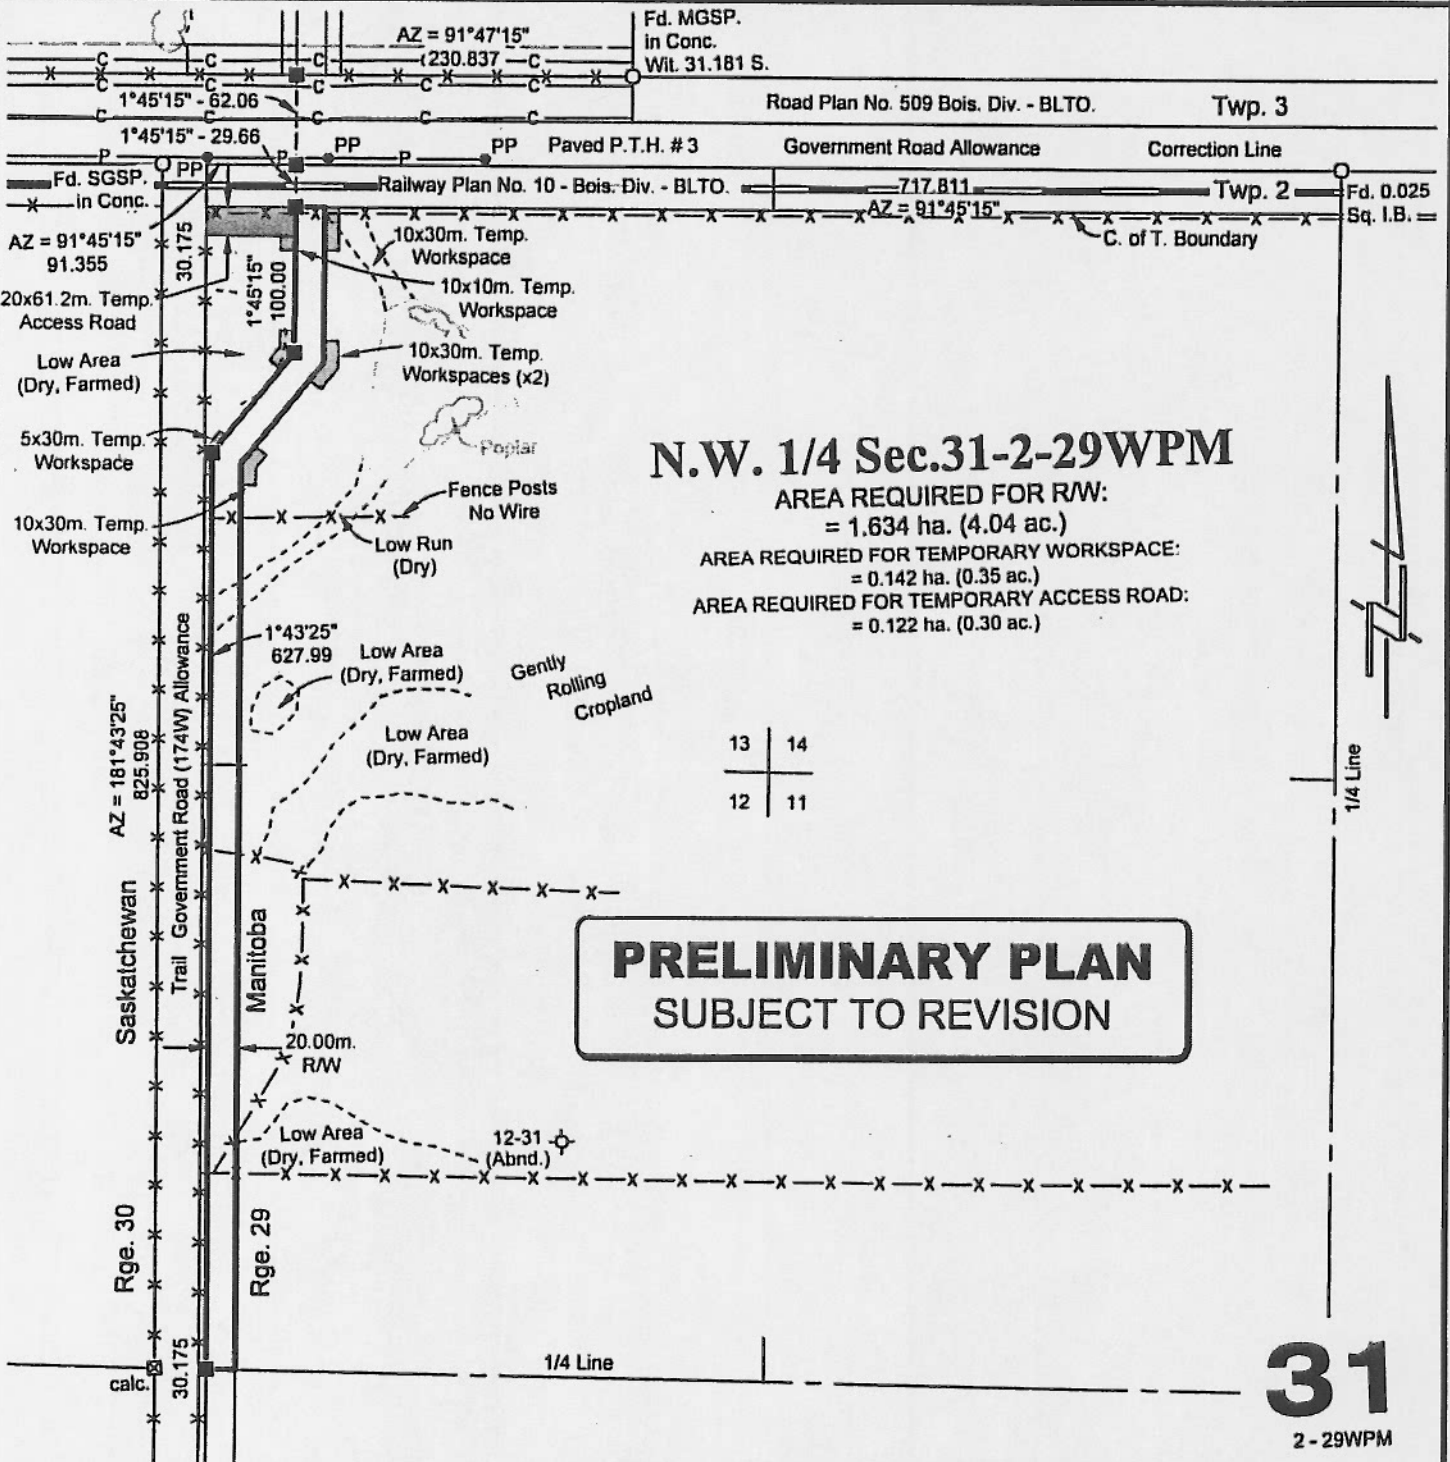 Fd. MGSP.
in Conc.
Wit. 31.181 S.
AZ = 91°47'15"
230.837
C C C C C
1°45'15" - 62.06
Road Plan No. 509 Bois. Div. - BLTO.
Twp. 3
1°45'15" - 29.66
PP
PP
PP
P P P
Paved P.T.H. # 3
Government Road Allowance
Correction Line
Fd. SGSP.
in Conc.
Railway Plan No. 10 - Bois. Div. - BLTO.
717.811
AZ = 91°45'15"
Twp. 2
Fd. 0.025
Sq. I.B.
C. of T. Boundary
AZ = 91°45'15"
91.355
30.175
1°45'15"
100.00
10x30m. Temp.
Workspace
10x10m. Temp.
Workspace
20x61.2m. Temp.
Access Road
Low Area
(Dry, Farmed)
10x30m. Temp.
Workspaces (x2)
5x30m. Temp.
Workspace
Poplar
10x30m. Temp.
Workspace
Fence Posts
No Wire
Low Run
(Dry)
N.W. 1/4 Sec.31-2-29WPM
AREA REQUIRED FOR R/W:
= 1.634 ha. (4.04 ac.)
AREA REQUIRED FOR TEMPORARY WORKSPACE:
= 0.142 ha. (0.35 ac.)
AREA REQUIRED FOR TEMPORARY ACCESS ROAD:
= 0.122 ha. (0.30 ac.)
1°43'25"
627.99
Low Area
(Dry, Farmed)
Gently
Rolling
Cropland
Low Area
(Dry, Farmed)
13 14
12 11
1/4 Line
AZ = 181°43'25"
825.908
Trail Government Road (174W) Allowance
Saskatchewan
Manitoba
PRELIMINARY PLAN
SUBJECT TO REVISION
20.00m.
R/W
Low Area
(Dry, Farmed)
12-31
(Abnd.)
Rge. 30
Rge. 29
30.175
calc.
1/4 Line
31
2 - 29WPM